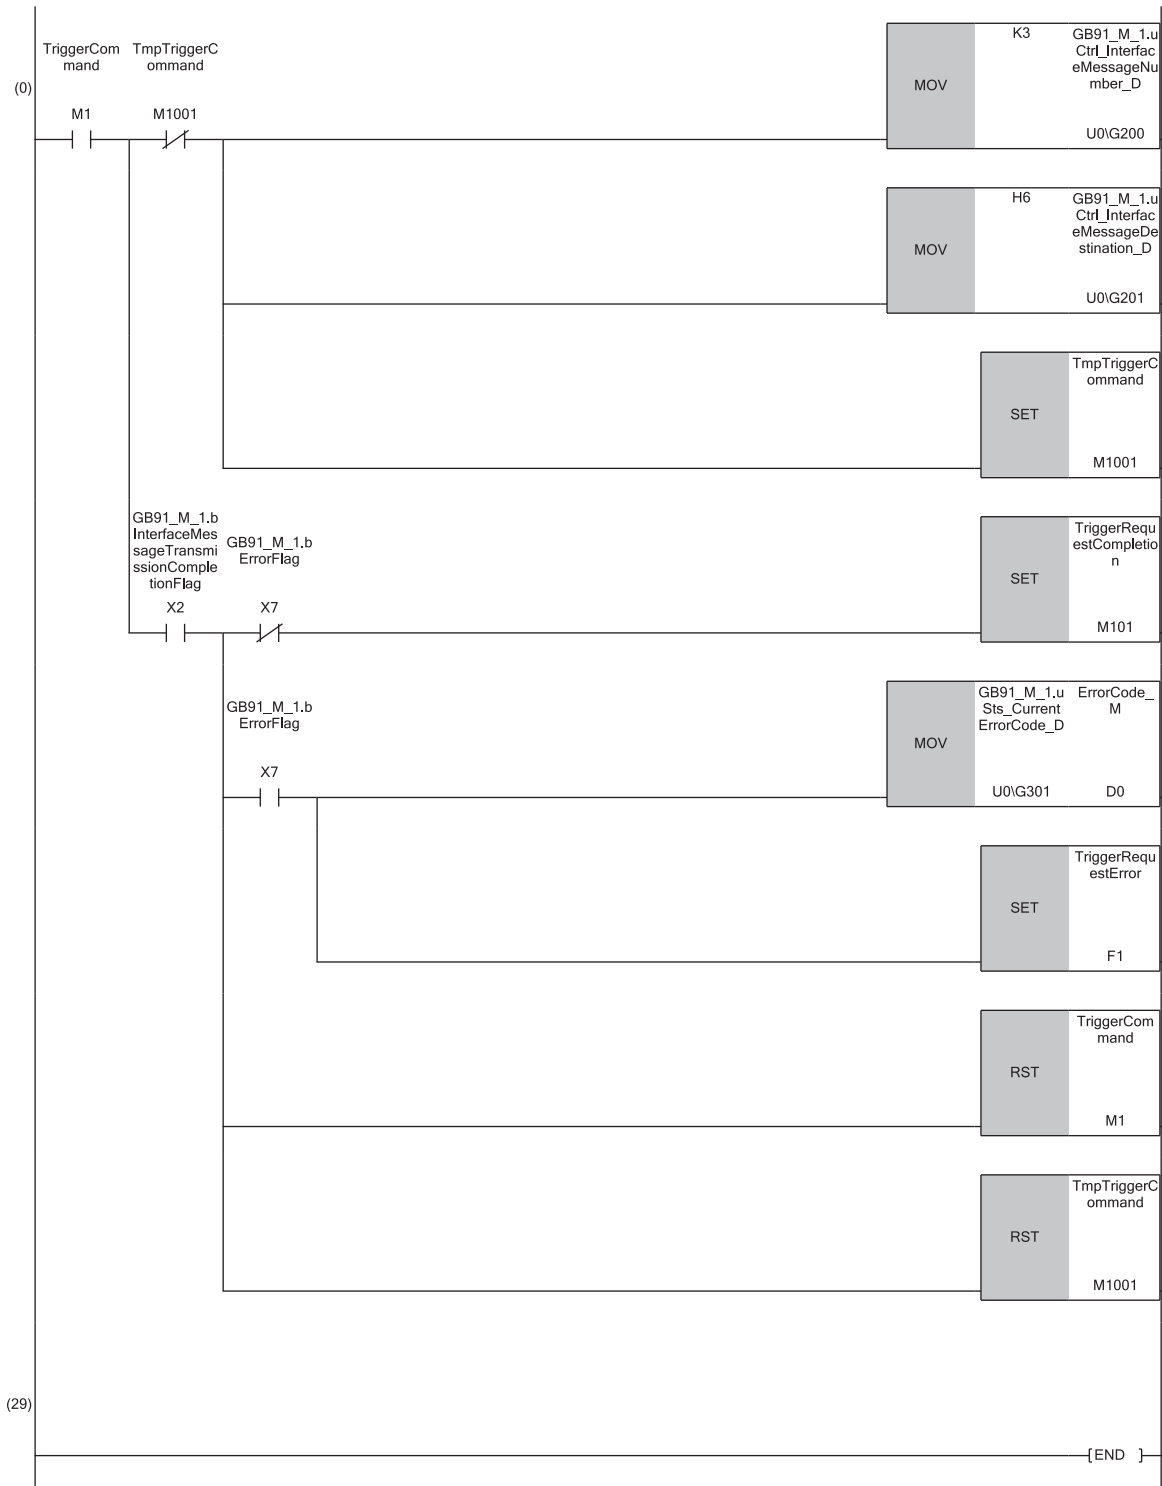 TriggerCom
mand
TmpTriggerC
ommand
(0)
M1
M1001
MOV
K3
GB91_M_1.u
Ctrl_Interfac
eMessageNu
mber_D
U0\G200
MOV
H6
GB91_M_1.u
Ctrl_Interfac
eMessageDe
stination_D
U0\G201
SET
TmpTriggerC
ommand
M1001
GB91_M_1.b
InterfaceMes
sageTransmi
ssionComple
tionFlag
X2
GB91_M_1.b
ErrorFlag
X7
SET
TriggerRequ
estCompletio
n
M101
GB91_M_1.b
ErrorFlag
X7
MOV
GB91_M_1.u
Sts_Current
ErrorCode_D
U0\G301
ErrorCode_
M
D0
SET
TriggerRequ
estError
F1
RST
TriggerCom
mand
M1
RST
TmpTriggerC
ommand
M1001
(29)
[END ]